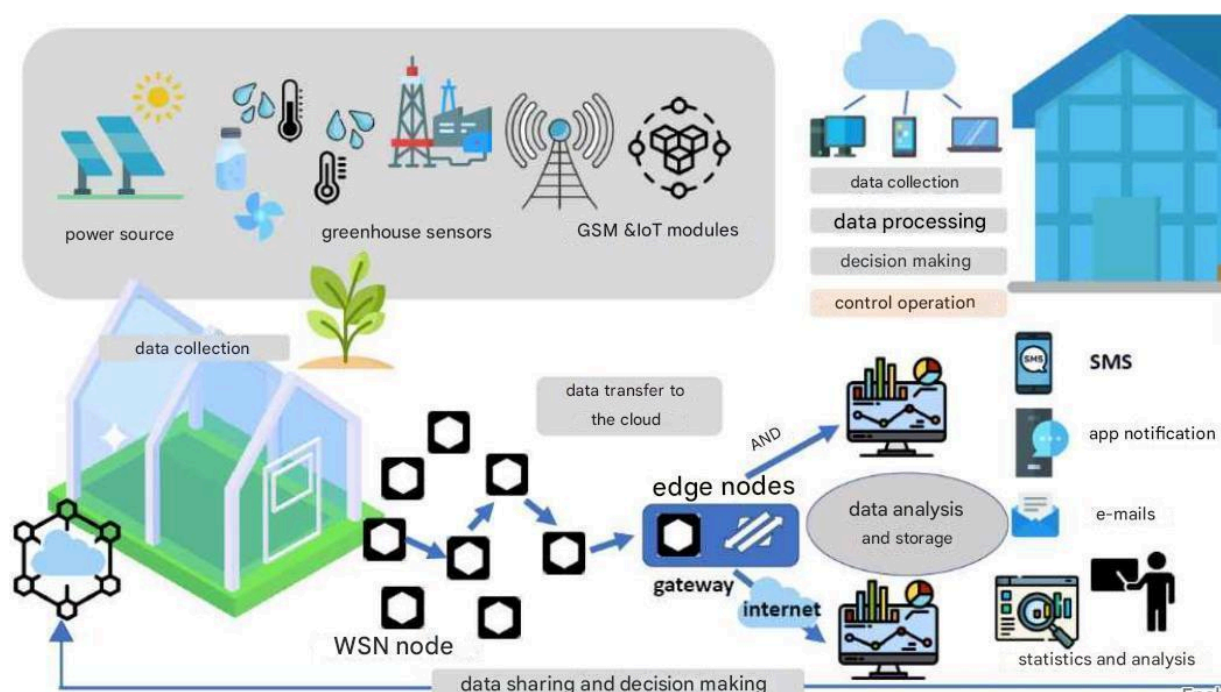 power source
greenhouse sensors
GSM &IoT modules
data collection
data processing
decision making
control operation
data collection
data transfer to
the cloud
AND
edge nodes
gateway
internet
WSN node
data analysis
and storage
SMS
SMS
app notification
e-mails
statistics and analysis
data sharing and decision making